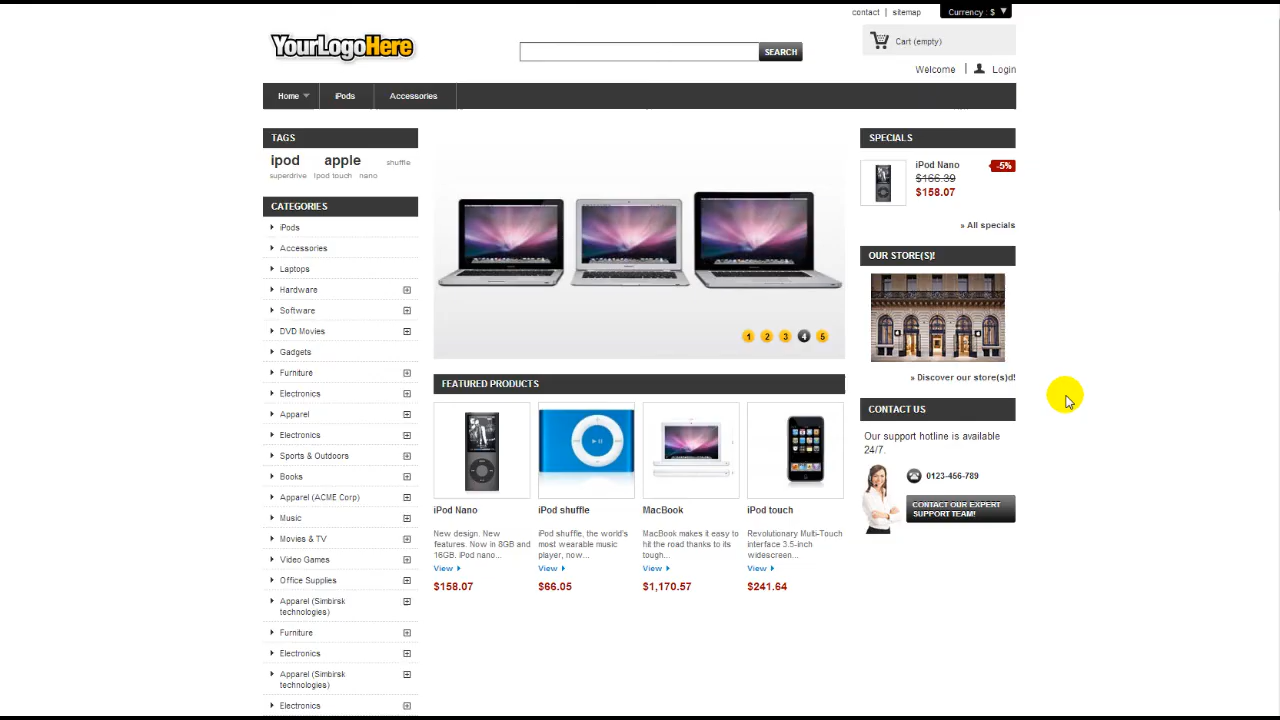 contact | sitemap
Currency : $
YourLogoHere
SEARCH
Cart (empty)
Welcome | Login
Home
iPods
Accessories
TAGS
ipod apple shuffle
superdrive Ipod touch nano
CATEGORIES
iPods
Accessories
Laptops
Hardware
Software
DVD Movies
Gadgets
Furniture
Electronics
Apparel
Electronics
Sports & Outdoors
Books
Apparel (ACME Corp)
Music
Movies & TV
Video Games
Office Supplies
Apparel (Simbirsk
technologies)
Furniture
Electronics
Apparel (Simbirsk
technologies)
Electronics
1 2 3 4 5
FEATURED PRODUCTS
iPod Nano
New design. New
features. Now in 8GB and
16GB. iPod nano...
View
$158.07
iPod shuffle
iPod shuffle, the world's
most wearable music
player, now...
View
$66.05
MacBook
MacBook makes it easy to
hit the road thanks to its
tough...
View
$1,170.57
iPod touch
Revolutionary Multi-Touch
interface 3.5-inch
widescreen...
View
$241.64
SPECIALS
iPod Nano
-5%
$166.39
$158.07
» All specials
OUR STORE(S)!
» Discover our store(s)d!
CONTACT US
Our support hotline is available
24/7.
0123-456-789
CONTACT OUR EXPERT
SUPPORT TEAM!